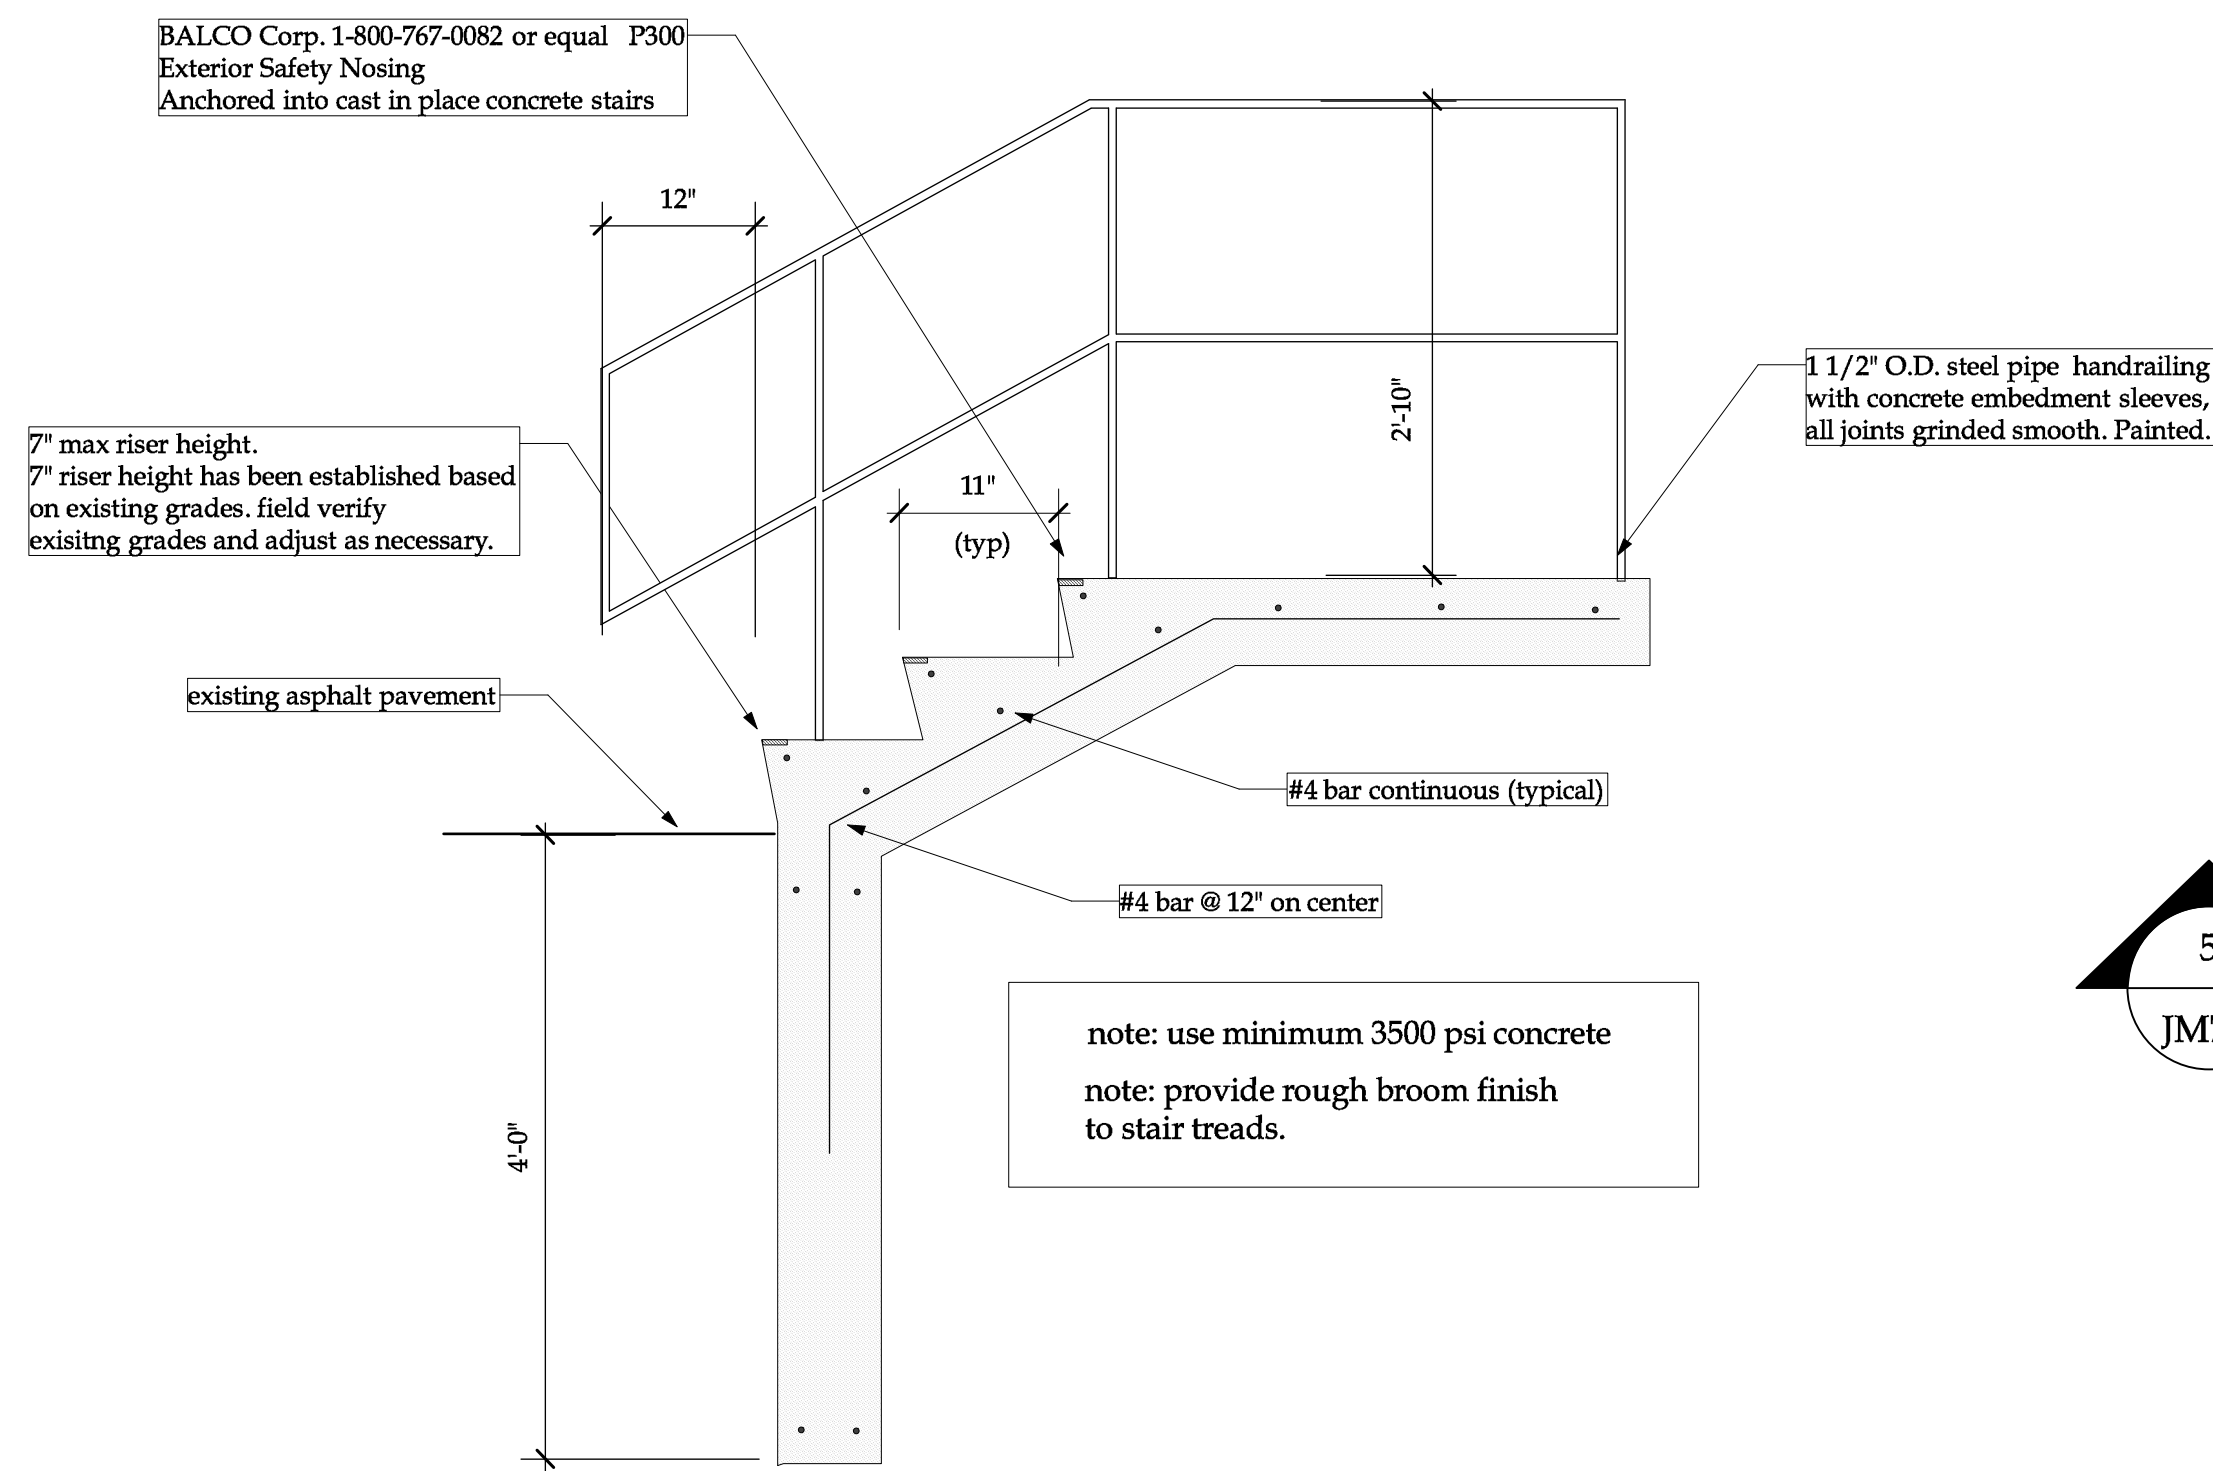 BALCO Corp. 1-800-767-0082 or equal P300
Exterior Safety Nosing
Anchored into cast in place concrete stairs
12"
1 1/2" O.D. steel pipe handrailing
with concrete embedment sleeves,
all joints grinded smooth. Painted.
2'-10"
7" max riser height.
7" riser height has been established based
on existing grades. field verify
exisitng grades and adjust as necessary.
11"
(typ)
existing asphalt pavement
#4 bar continuous (typical)
#4 bar @ 12" on center
5
note: use minimum 3500 psi concrete
note: provide rough broom finish
to stair treads.
4'-0"